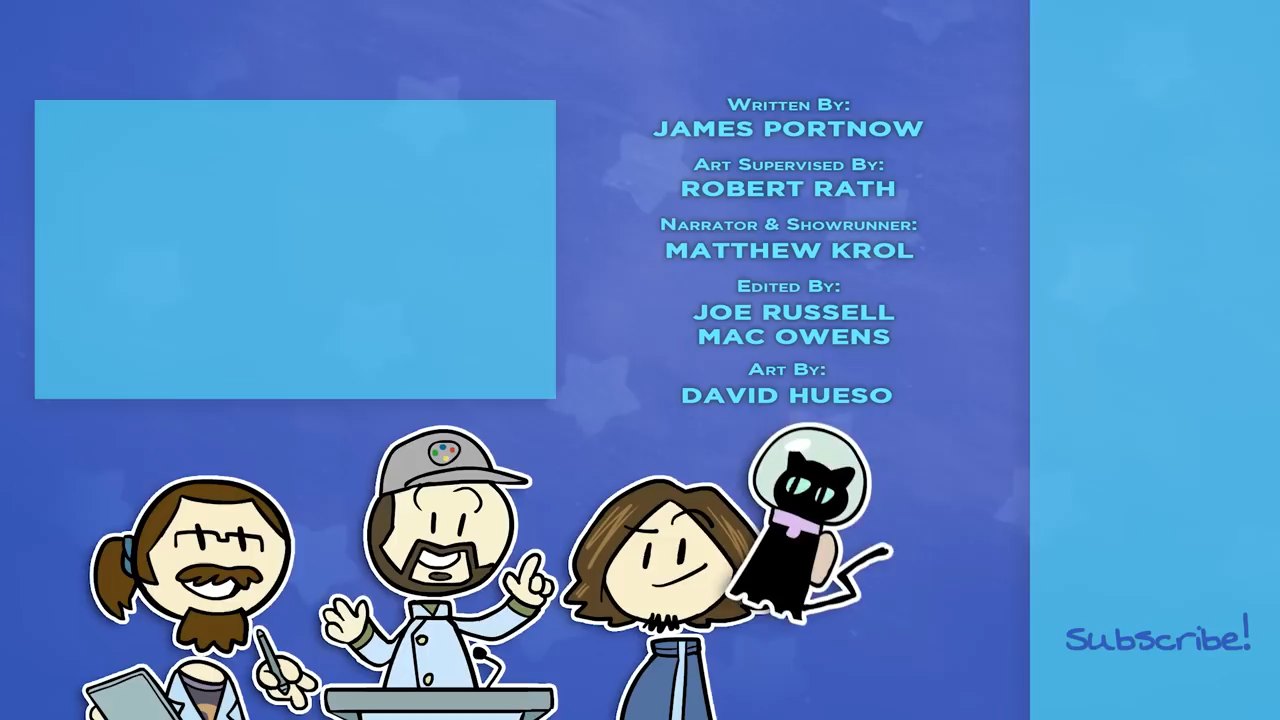 Written By:
JAMES PORTNOW
Art Supervised By:
ROBERT RATH
Narrator & Showrunner:
MATTHEW KROL
Edited By:
JOE RUSSELL
MAC OWENS
Art By:
DAVID HUESO
Subscribe!